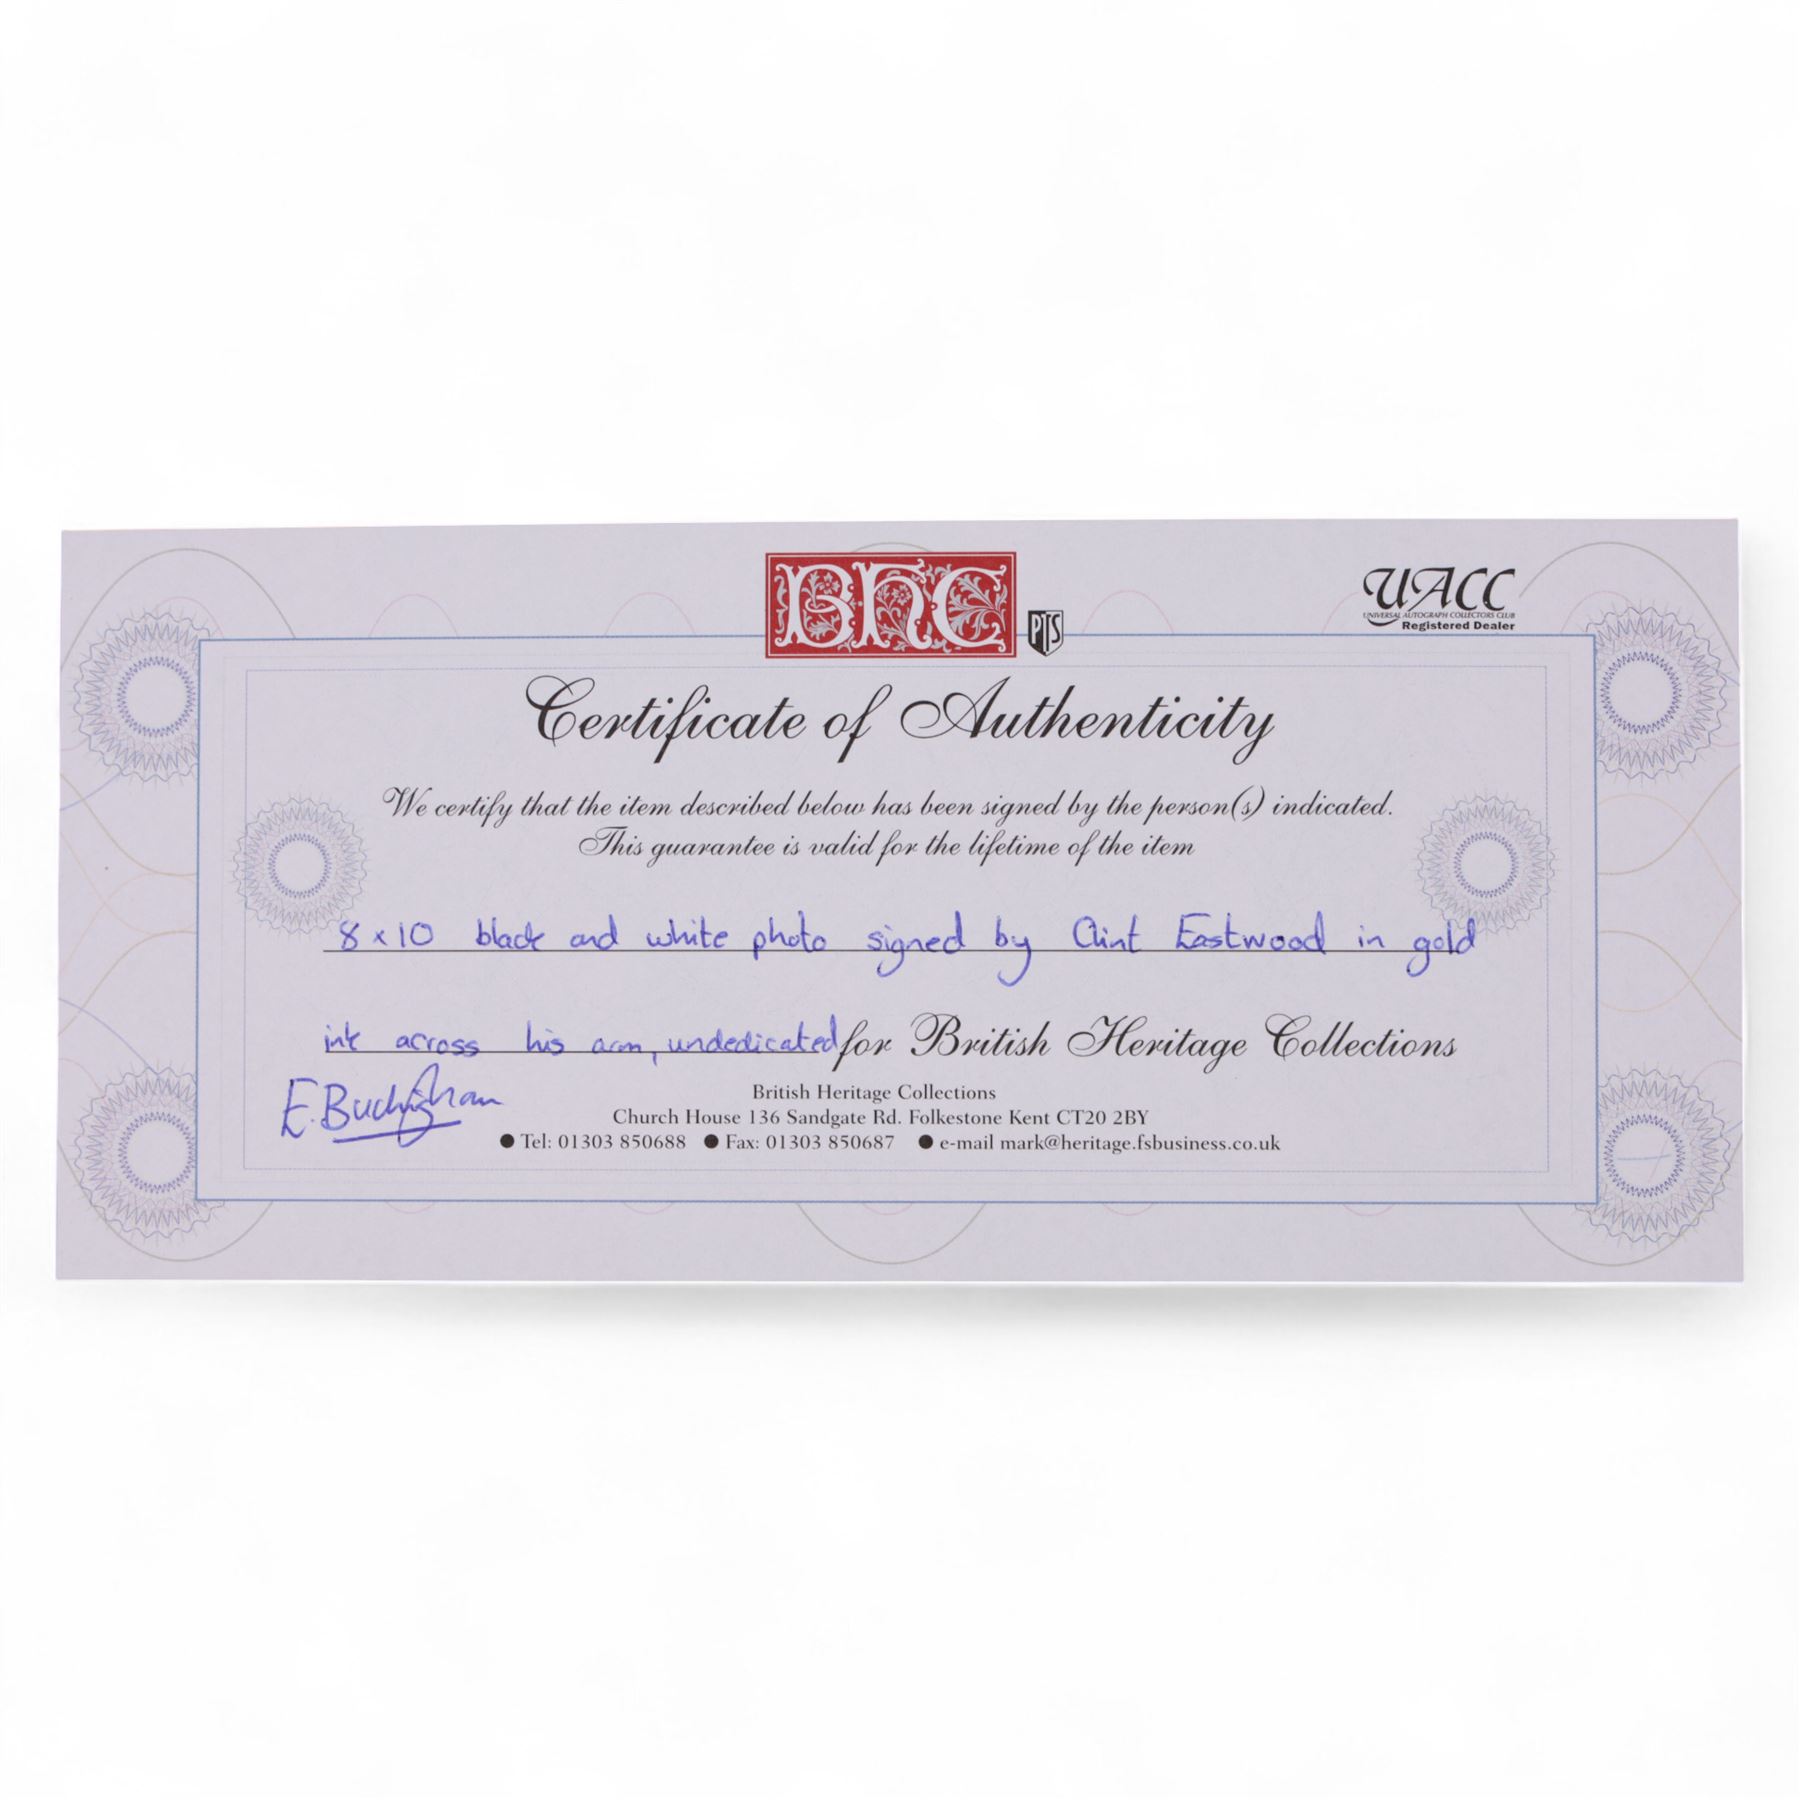 BHC
PTS
UACC
UNIVERSAL AUTOGRAPH COLLECTORS CLUB
Registered Dealer
Certificate of Authenticity
We certify that the item described below has been signed by the person(s) indicated.
This guarantee is valid for the lifetime of the item
8x10 black and white photo signed by Clint Eastwood in gold
ink across his arm, undedicated for British Heritage Collections
E.
British Heritage Collections
Church House 136 Sandgate Rd. Folkestone Kent CT20 2BY
● Tel: 01303 850688 ● Fax: 01303 850687 ● e-mail mark@heritage.fsbusiness.co.uk